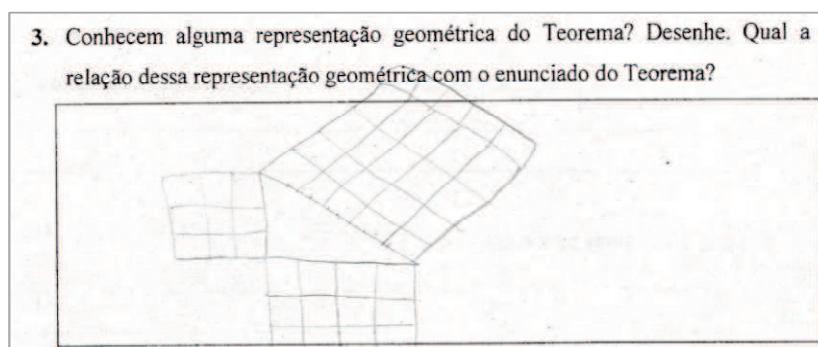 3. Conhecem alguma representação geométrica do Teorema? Desenhe. Qual a
relação dessa representação geométrica com o enunciado do Teorema?